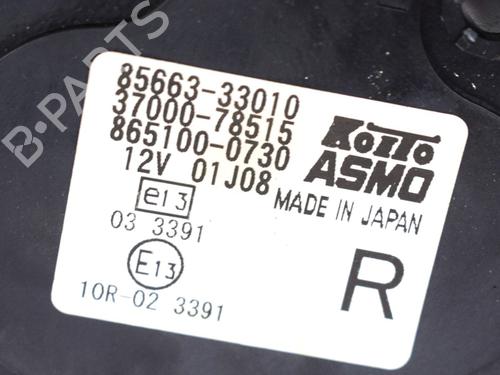 B-PARTS
85663-33010
37000-78515
865100-0730
12V 01J08
KOITO
ASMO
MADE IN JAPAN
e13
03 3391
E13
10R-02 3391
R